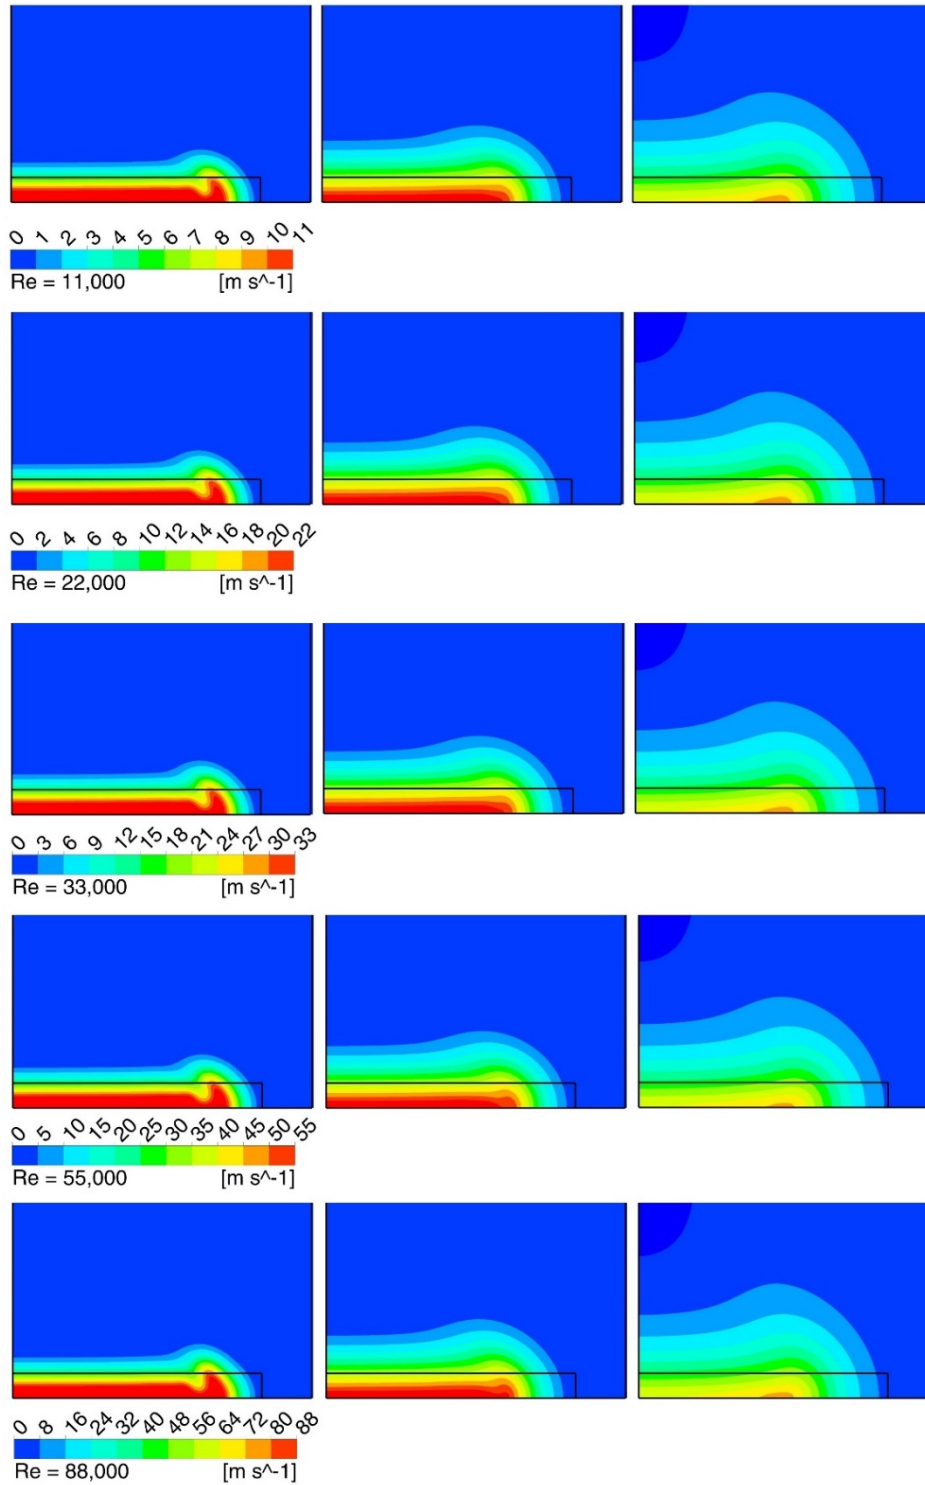 0 1 2 3 4 5 6 7 8 9 10 11
Re = 11,000 [m s^-1]
0 2 4 6 8 10 12 14 16 18 20 22
Re = 22,000 [m s^-1]
0 3 6 9 12 15 18 21 24 27 30 33
Re = 33,000 [m s^-1]
0 5 10 15 20 25 30 35 40 45 50 55
Re = 55,000 [m s^-1]
0 8 16 24 32 40 48 56 64 72 80 88
Re = 88,000 [m s^-1]